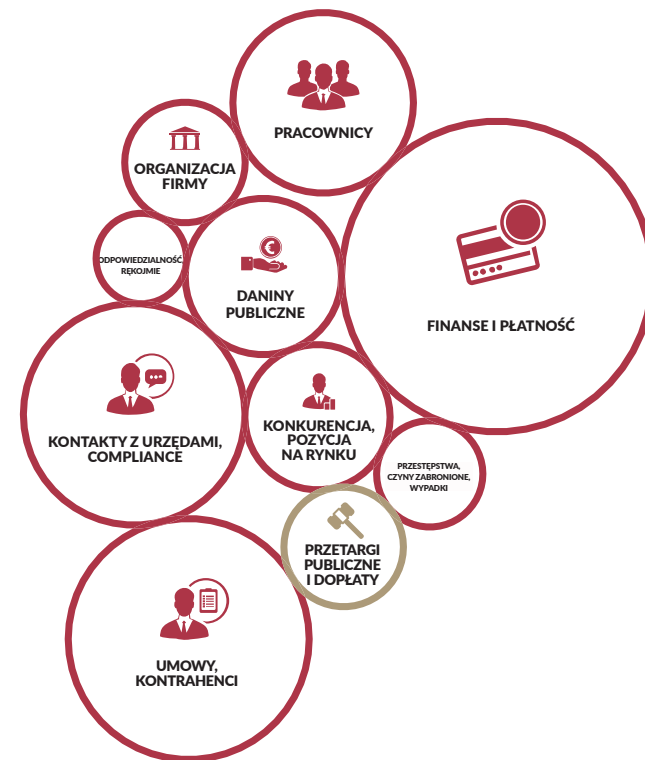 PRACOWNICY
ORGANIZACJA
FIRMY
ODPOWIEDZIALNOŚĆ,
RĘKOJMIE
DANINY
PUBLICZNE
FINANSE I PŁATNOŚĆ
KONTAKTY Z URZĘDAMI,
COMPLIANCE
KONKURENCJA,
POZYCJA
NA RYNKU
PRZESTĘPSTWA,
CZYNY ZABRONIONE,
WYPADKI
PRZETARGI
PUBLICZNE
I DOPŁATY
UMOWY,
KONTRAHENCI